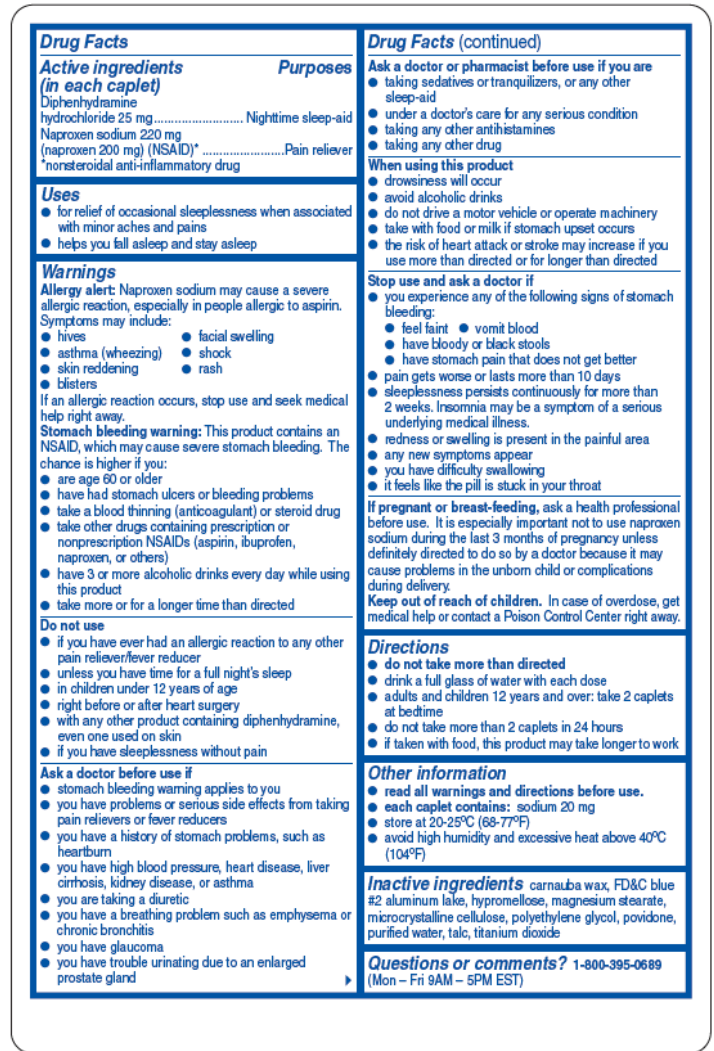 Drug Facts
Active ingredients Purposes
(in each caplet)
Diphenhydramine
hydrochloride 25 mg.......................... Nighttime sleep-aid
Naproxen sodium 220 mg
(naproxen 200 mg) (NSAID)* ........................Pain reliever
*nonsteroidal anti-inflammatory drug
Uses
● for relief of occasional sleeplessness when associated
with minor aches and pains
● helps you fall asleep and stay asleep
Warnings
Allergy alert: Naproxen sodium may cause a severe
allergic reaction, especially in people allergic to aspirin.
Symptoms may include:
● hives ● facial swelling
● asthma (wheezing) ● shock
● skin reddening ● rash
● blisters
If an allergic reaction occurs, stop use and seek medical
help right away.
Stomach bleeding warning: This product contains an
NSAID, which may cause severe stomach bleeding. The
chance is higher if you:
● are age 60 or older
● have had stomach ulcers or bleeding problems
● take a blood thinning (anticoagulant) or steroid drug
● take other drugs containing prescription or
nonprescription NSAIDs (aspirin, ibuprofen,
naproxen, or others)
● have 3 or more alcoholic drinks every day while using
this product
● take more or for a longer time than directed
Do not use
● if you have ever had an allergic reaction to any other
pain reliever/fever reducer
● unless you have time for a full night's sleep
● in children under 12 years of age
● right before or after heart surgery
● with any other product containing diphenhydramine,
even one used on skin
● if you have sleeplessness without pain
Ask a doctor before use if
● stomach bleeding warning applies to you
● you have problems or serious side effects from taking
pain relievers or fever reducers
● you have a history of stomach problems, such as
heartburn
● you have high blood pressure, heart disease, liver
cirrhosis, kidney disease, or asthma
● you are taking a diuretic
● you have a breathing problem such as emphysema or
chronic bronchitis
● you have glaucoma
● you have trouble urinating due to an enlarged
prostate gland
Drug Facts (continued)
Ask a doctor or pharmacist before use if you are
● taking sedatives or tranquilizers, or any other
sleep-aid
● under a doctor's care for any serious condition
● taking any other antihistamines
● taking any other drug
When using this product
● drowsiness will occur
● avoid alcoholic drinks
● do not drive a motor vehicle or operate machinery
● take with food or milk if stomach upset occurs
● the risk of heart attack or stroke may increase if you
use more than directed or for longer than directed
Stop use and ask a doctor if
● you experience any of the following signs of stomach
bleeding:
● feel faint ● vomit blood
● have bloody or black stools
● have stomach pain that does not get better
● pain gets worse or lasts more than 10 days
● sleeplessness persists continuously for more than
2 weeks. Insomnia may be a symptom of a serious
underlying medical illness.
● redness or swelling is present in the painful area
● any new symptoms appear
● you have difficulty swallowing
● it feels like the pill is stuck in your throat
If pregnant or breast-feeding, ask a health professional
before use. It is especially important not to use naproxen
sodium during the last 3 months of pregnancy unless
definitely directed to do so by a doctor because it may
cause problems in the unborn child or complications
during delivery.
Keep out of reach of children. In case of overdose, get
medical help or contact a Poison Control Center right away.
Directions
● do not take more than directed
● drink a full glass of water with each dose
● adults and children 12 years and over: take 2 caplets
at bedtime
● do not take more than 2 caplets in 24 hours
● if taken with food, this product may take longer to work
Other information
● read all warnings and directions before use.
● each caplet contains: sodium 20 mg
● store at 20-25ºC (68-77ºF)
● avoid high humidity and excessive heat above 40ºC
(104ºF)
Inactive ingredients carnauba wax, FD&C blue
#2 aluminum lake, hypromellose, magnesium stearate,
microcrystalline cellulose, polyethylene glycol, povidone,
purified water, talc, titanium dioxide
Questions or comments? 1-800-395-0689
(Mon – Fri 9AM – 5PM EST)